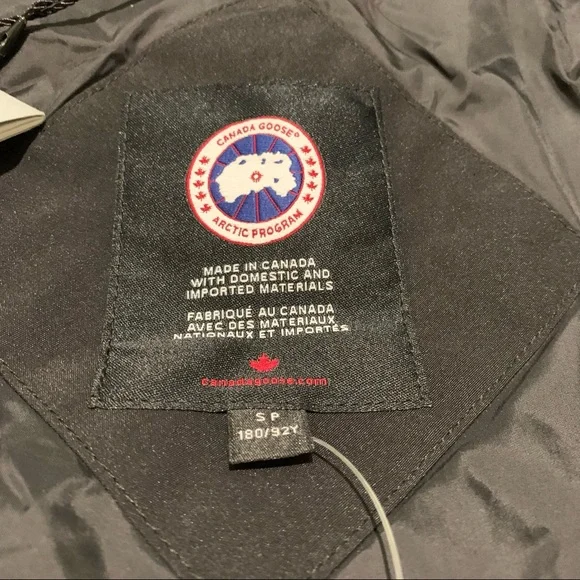 CANADA GOOSE®
ARCTIC PROGRAM
MADE IN CANADA
WITH DOMESTIC AND
IMPORTED MATERIALS
FABRIQUÉ AU CANADA
AVEC DES MATERIAUX
NATIONAUX ET IMPORTÉS
canadagoose.com
S P
180/92Y